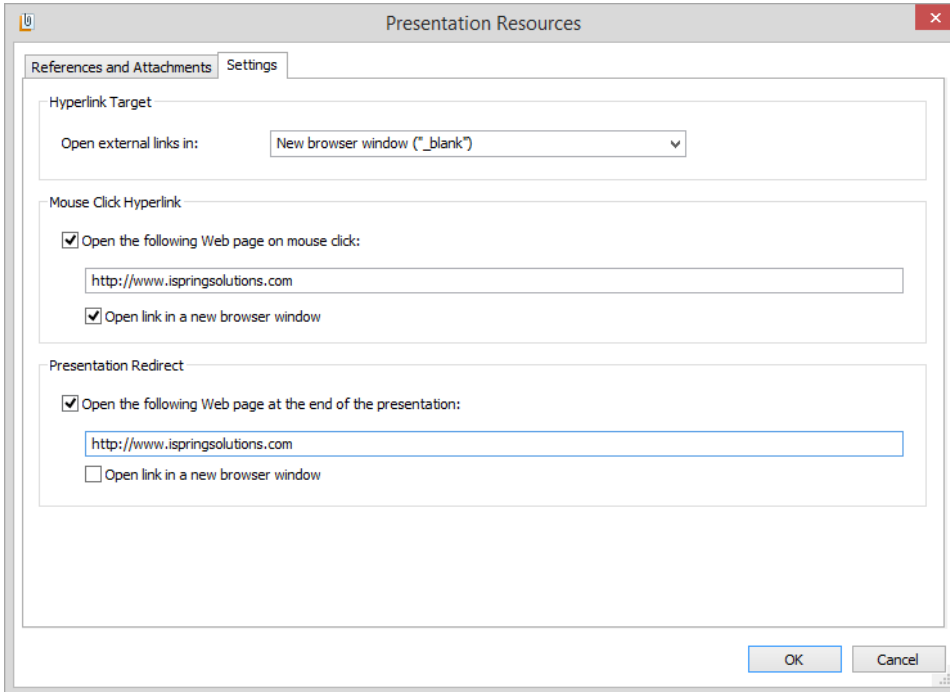 Presentation Resources
References and Attachments
Settings
Hyperlink Target
Open external links in:
New browser window ("_blank")
Mouse Click Hyperlink
Open the following Web page on mouse click:
http://www.ispringsolutions.com
Open link in a new browser window
Presentation Redirect
Open the following Web page at the end of the presentation:
http://www.ispringsolutions.com
Open link in a new browser window
OK
Cancel